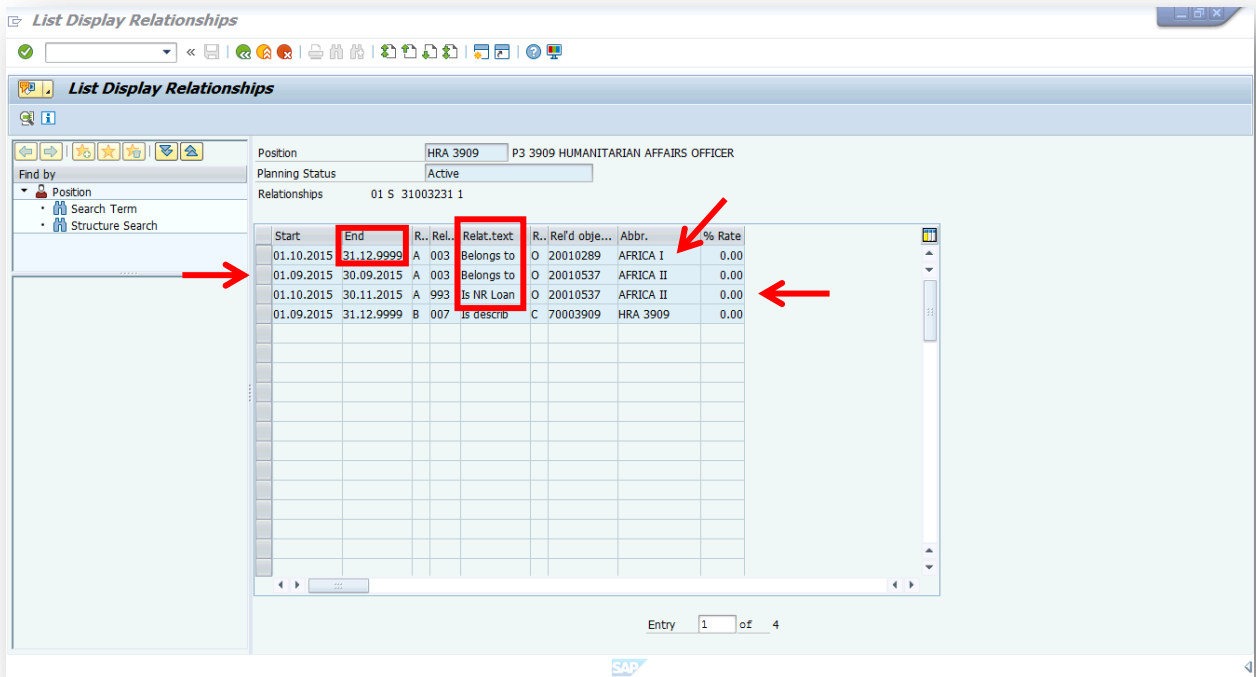 List Display Relationships
List Display Relationships
Position HRA 3909 P3 3909 HUMANITARIAN AFFAIRS OFFICER
Find by
Planning Status Active
Position
Relationships 01 S 31003231 1
Search Term
Structure Search
Start End R.. Rel.. Relat.text R.. Rel'd obje... Abbr. % Rate
01.10.2015 31.12.9999 A 003 Belongs to O 20010289 AFRICA I 0.00
01.09.2015 30.09.2015 A 003 Belongs to O 20010537 AFRICA II 0.00
01.10.2015 30.11.2015 A 993 Is NR Loan O 20010537 AFRICA II 0.00
01.09.2015 31.12.9999 B 007 Is describ C 70003909 HRA 3909 0.00
Entry 1 of 4
SAP